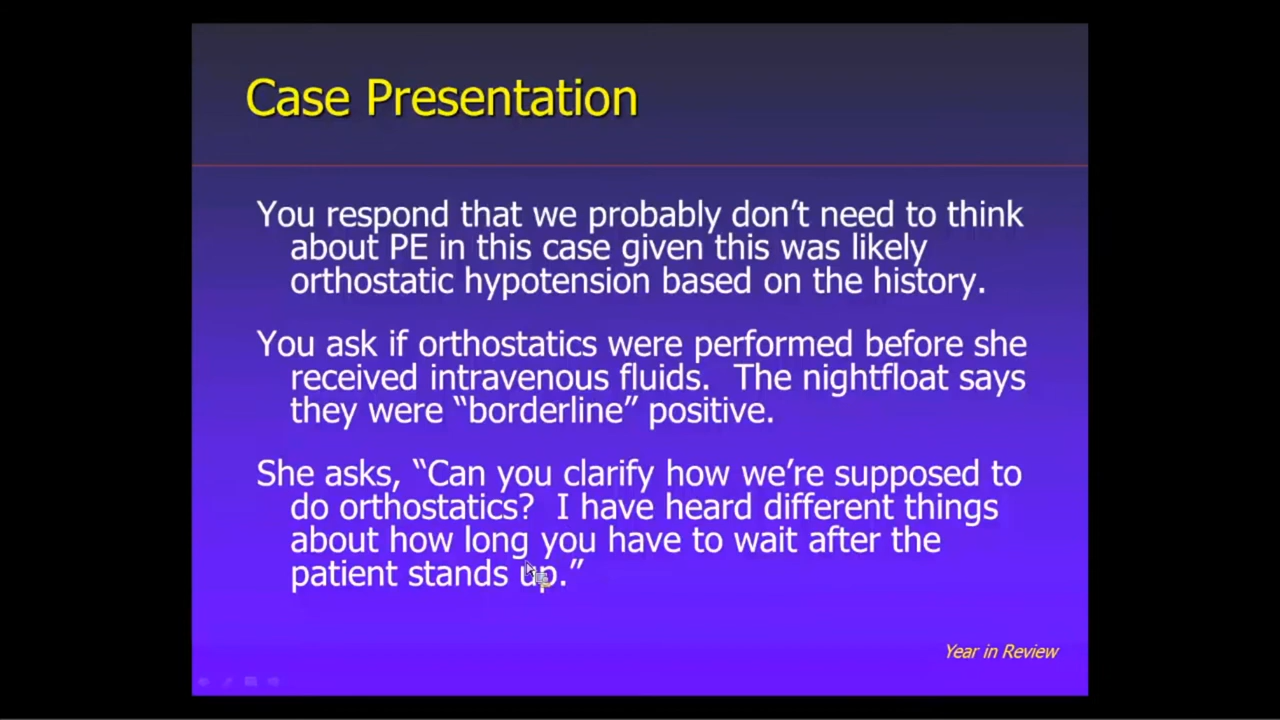 Case Presentation
You respond that we probably don’t need to think
about PE in this case given this was likely
orthostatic hypotension based on the history.
You ask if orthostatics were performed before she
received intravenous fluids.  The nightfloat says
they were “borderline” positive.
She asks, “Can you clarify how we’re supposed to
do orthostatics?  I have heard different things
about how long you have to wait after the
patient stands up.”
Year in Review